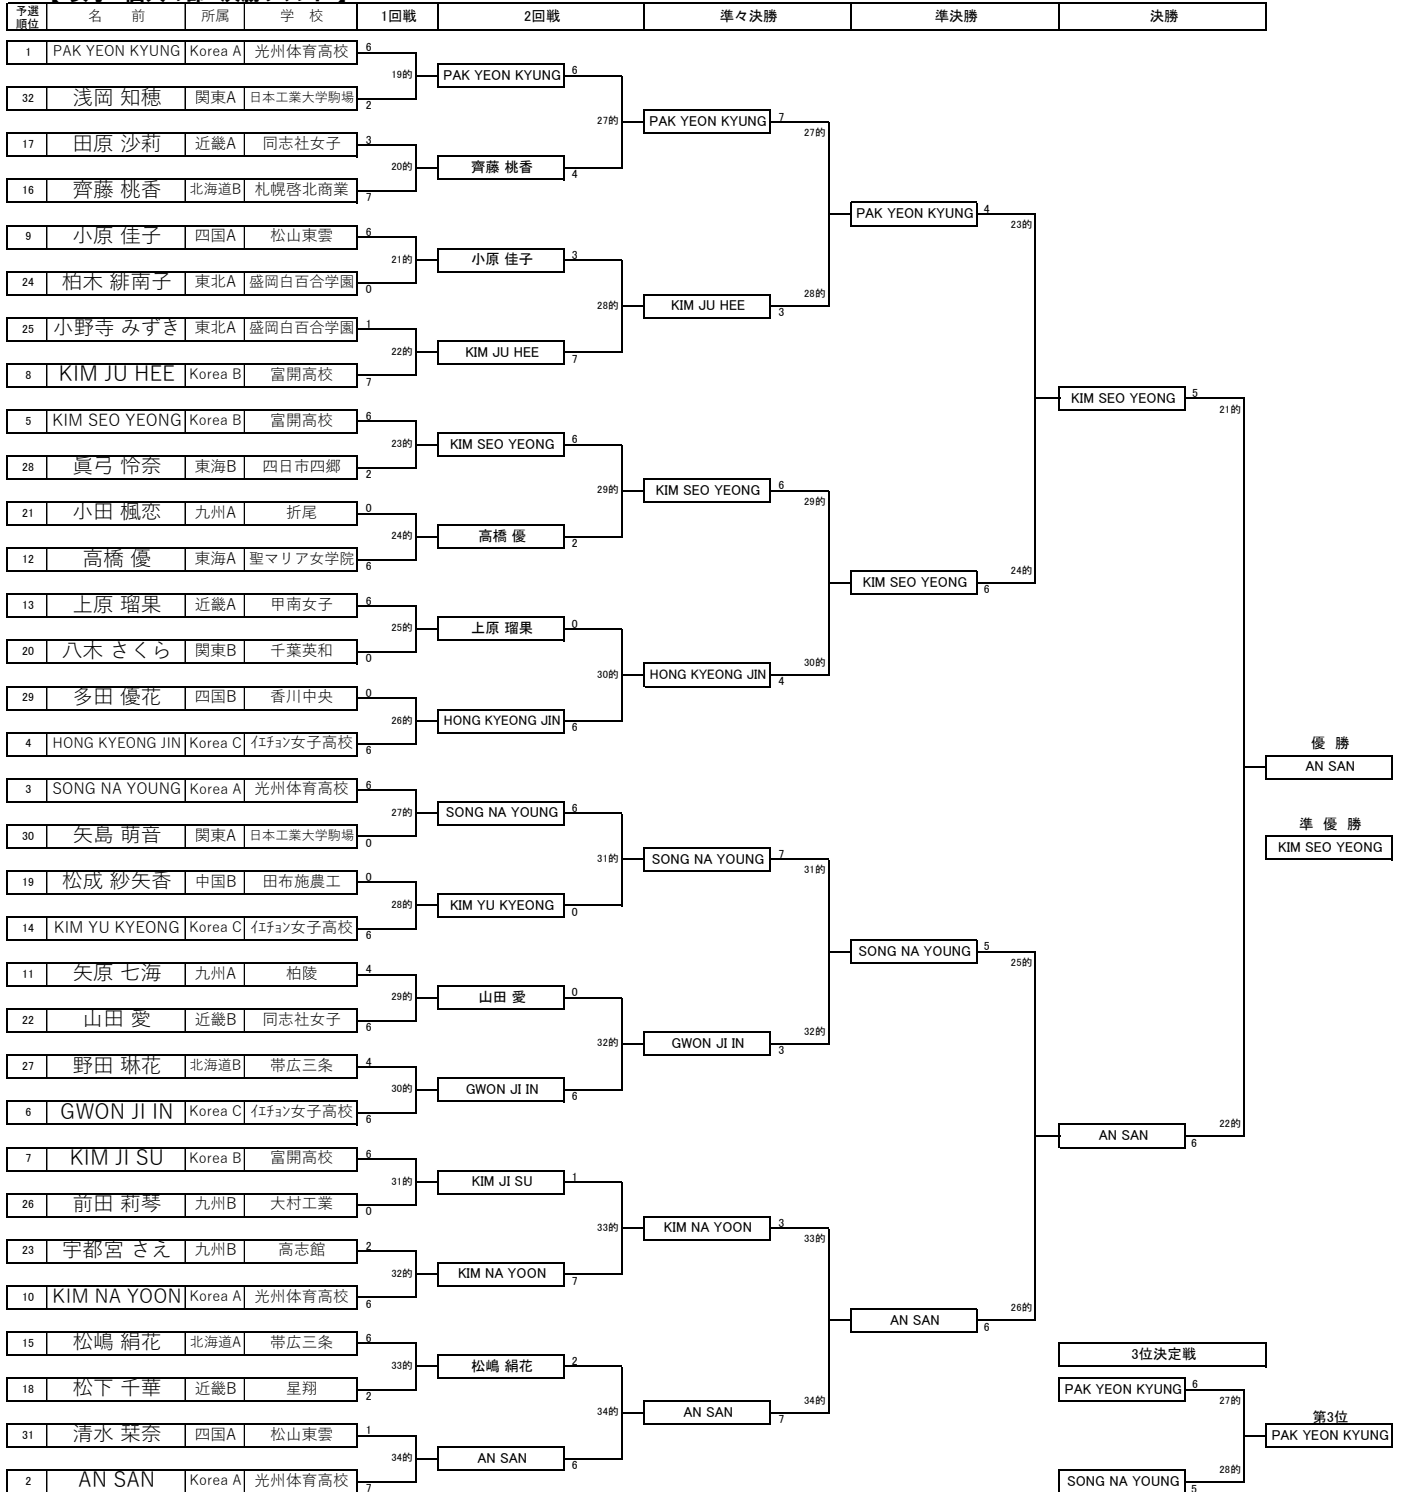 予選順位 名 前 所属 学 校 1回戦 2回戦 準々決勝 準決勝 決勝
1 PAK YEON KYUNG Korea A 光州体育高校 6
19的 PAK YEON KYUNG 6
32 浅岡 知穂 関東A 日本工業大学駒場 2
27的 PAK YEON KYUNG 7
27的
17 田原 沙莉 近畿A 同志社女子 3
20的 齊藤 桃香 4
16 齊藤 桃香 北海道B 札幌啓北商業 7
PAK YEON KYUNG 4
23的
9 小原 佳子 四国A 松山東雲 6
21的 小原 佳子 3
24 柏木 緋南子 東北A 盛岡白百合学園 0
28的
28的 KIM JU HEE 3
25 小野寺 みずき 東北A 盛岡白百合学園 1
22的 KIM JU HEE 7
8 KIM JU HEE Korea B 富開高校 7
KIM SEO YEONG 5
21的
5 KIM SEO YEONG Korea B 富開高校 6
23的 KIM SEO YEONG 6
28 眞弓 怜奈 東海B 四日市四郷 2
29的 KIM SEO YEONG 6
29的
21 小田 楓恋 九州A 折尾 0
24的 高橋 優 2
12 高橋 優 東海A 聖マリア女学院 6
24的
KIM SEO YEONG 6
13 上原 瑠果 近畿A 甲南女子 6
25的 上原 瑠果 0
20 八木 さくら 関東B 千葉英和 0
30的
30的 HONG KYEONG JIN 4
29 多田 優花 四国B 香川中央 0
26的 HONG KYEONG JIN 6
4 HONG KYEONG JIN Korea C ｲｴﾁｮﾝ女子高校 6
優 勝
AN SAN
3 SONG NA YOUNG Korea A 光州体育高校 6
27的 SONG NA YOUNG 6
準 優 勝
30 矢島 萌音 関東A 日本工業大学駒場 0
KIM SEO YEONG
31的 SONG NA YOUNG 7
31的
19 松成 紗矢香 中国B 田布施農工 0
28的 KIM YU KYEONG 0
14 KIM YU KYEONG Korea C ｲｴﾁｮﾝ女子高校 6
SONG NA YOUNG 5
25的
11 矢原 七海 九州A 柏陵 4
29的 山田 愛 0
22 山田 愛 近畿B 同志社女子 6
32的
32的 GWON JI IN 3
27 野田 琳花 北海道B 帯広三条 4
30的 GWON JI IN 6
6 GWON JI IN Korea C ｲｴﾁｮﾝ女子高校 6
22的
AN SAN 6
7 KIM JI SU Korea B 富開高校 6
31的 KIM JI SU 1
26 前田 莉琴 九州B 大村工業 0
33的 KIM NA YOON 3
33的
23 宇都宮 さえ 九州B 高志館 2
32的 KIM NA YOON 7
10 KIM NA YOON Korea A 光州体育高校 6
26的
AN SAN 6
15 松嶋 絹花 北海道A 帯広三条 6
3位決定戦
33的 松嶋 絹花 2
18 松下 千華 近畿B 星翔 2
PAK YEON KYUNG 6
27的
34的
34的 AN SAN 7
第3位
31 清水 栞奈 四国A 松山東雲 1
PAK YEON KYUNG
34的 AN SAN 6
28的
2 AN SAN Korea A 光州体育高校 7
SONG NA YOUNG 5